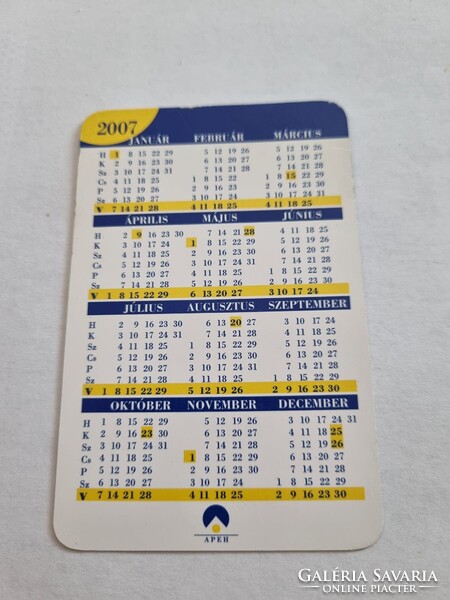 2007
JANUÁR FEBRUÁR MÁRCIUS
H 1 8 15 22 29 5 12 19 26 5 12 19 26
K 2 9 16 23 30 6 13 20 27 6 13 20 27
Sz 3 10 17 24 31 7 14 21 28 7 14 21 28
Cs 4 11 18 25 1 8 15 22 1 8 15 22 29
P 5 12 19 26 2 9 16 23 2 9 16 23 30
Sz 6 13 20 27 3 10 17 24 3 10 17 24 31
V 7 14 21 28 4 11 18 25 4 11 18 25
ÁPRILIS MÁJUS JÚNIUS
H 2 9 16 23 30 7 14 21 28 4 11 18 25
K 3 10 17 24 1 8 15 22 29 5 12 19 26
Sz 4 11 18 25 2 9 16 23 30 6 13 20 27
Cs 5 12 19 26 3 10 17 24 31 7 14 21 28
P 6 13 20 27 4 11 18 25 1 8 15 22 29
Sz 7 14 21 28 5 12 19 26 2 9 16 23 30
V 1 8 15 22 29 6 13 20 27 3 10 17 24
JÚLIUS AUGUSZTUS SZEPTEMBER
H 2 9 16 23 30 6 13 20 27 3 10 17 24
K 3 10 17 24 31 7 14 21 28 4 11 18 25
Sz 4 11 18 25 1 8 15 22 29 5 12 19 26
Cs 5 12 19 26 2 9 16 23 30 6 13 20 27
P 6 13 20 27 3 10 17 24 31 7 14 21 28
Sz 7 14 21 28 4 11 18 25 1 8 15 22 29
V 1 8 15 22 29 5 12 19 26 2 9 16 23 30
OKTÓBER NOVEMBER DECEMBER
H 1 8 15 22 29 5 12 19 26 3 10 17 24 31
K 2 9 16 23 30 6 13 20 27 4 11 18 25
Sz 3 10 17 24 31 7 14 21 28 5 12 19 26
Cs 4 11 18 25 1 8 15 22 29 6 13 20 27
P 5 12 19 26 2 9 16 23 30 7 14 21 28
Sz 6 13 20 27 3 10 17 24 1 8 15 22 29
V 7 14 21 28 4 11 18 25 2 9 16 23 30
APEH
GALÉRIA SAVARIA
ONLINE PIACTÉR